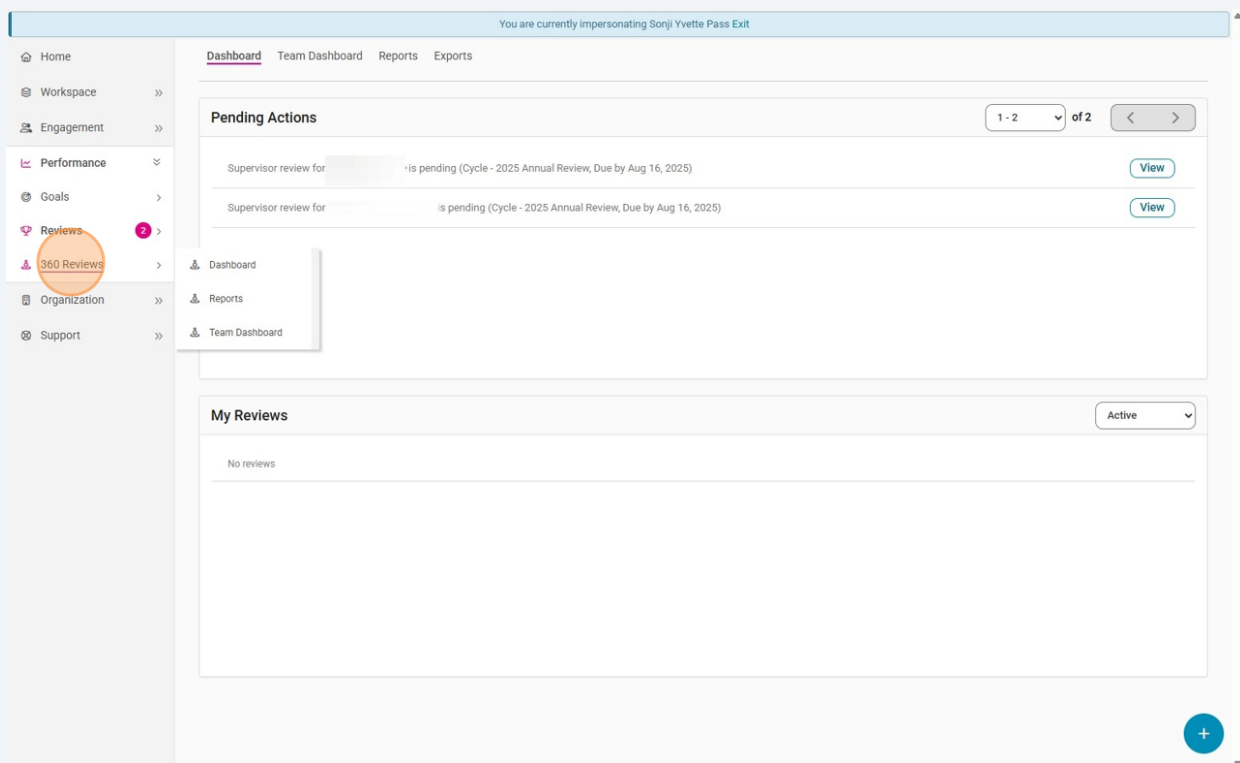 You are currently impersonating Sonji Yvette Pass Exit
Home
Workspace
Engagement
Performance
Goals
Reviews 2
360 Reviews
Organization
Support
Dashboard
Reports
Team Dashboard
Dashboard Team Dashboard Reports Exports
Pending Actions 1 - 2 of 2
Supervisor review for is pending (Cycle - 2025 Annual Review, Due by Aug 16, 2025) View
Supervisor review for is pending (Cycle - 2025 Annual Review, Due by Aug 16, 2025) View
My Reviews Active
No reviews